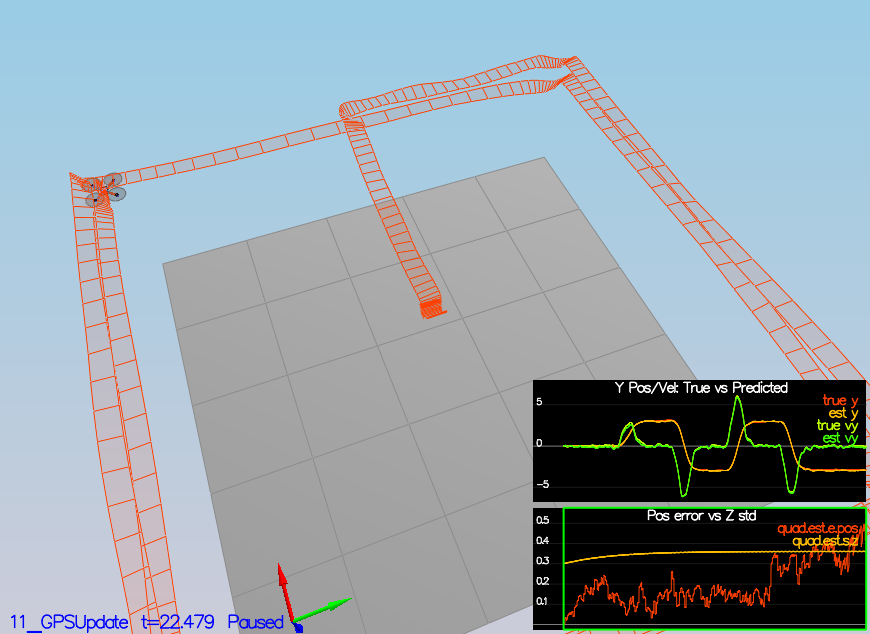 Y Pos/Vel: True vs Predicted
5
true y
est y
true vy
0
est vy
-5
Pos error vs Z std
0.5
quad.est.e.pos
0.4
quad.est.s.z
0.3
0.2
0.1
11_GPSUpdate t=22.479 Paused